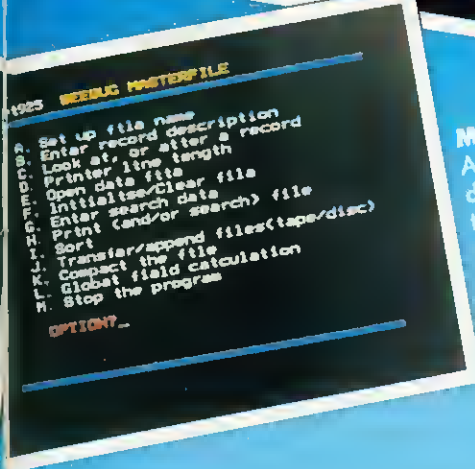 t925 BEEBUG MASTERFILE
A. Set up file name
B. Enter record description
C. Look at, or alter a record
D. Printer line length
E. Open data file
F. Initialise/Clear file
G. Enter search data
H. Print (and/or search) file
I. Sort
J. Transfer/append files(tape/disc)
K. Compact the file
L. Global field calculation
M. Stop the program
OPTION?_
M
A